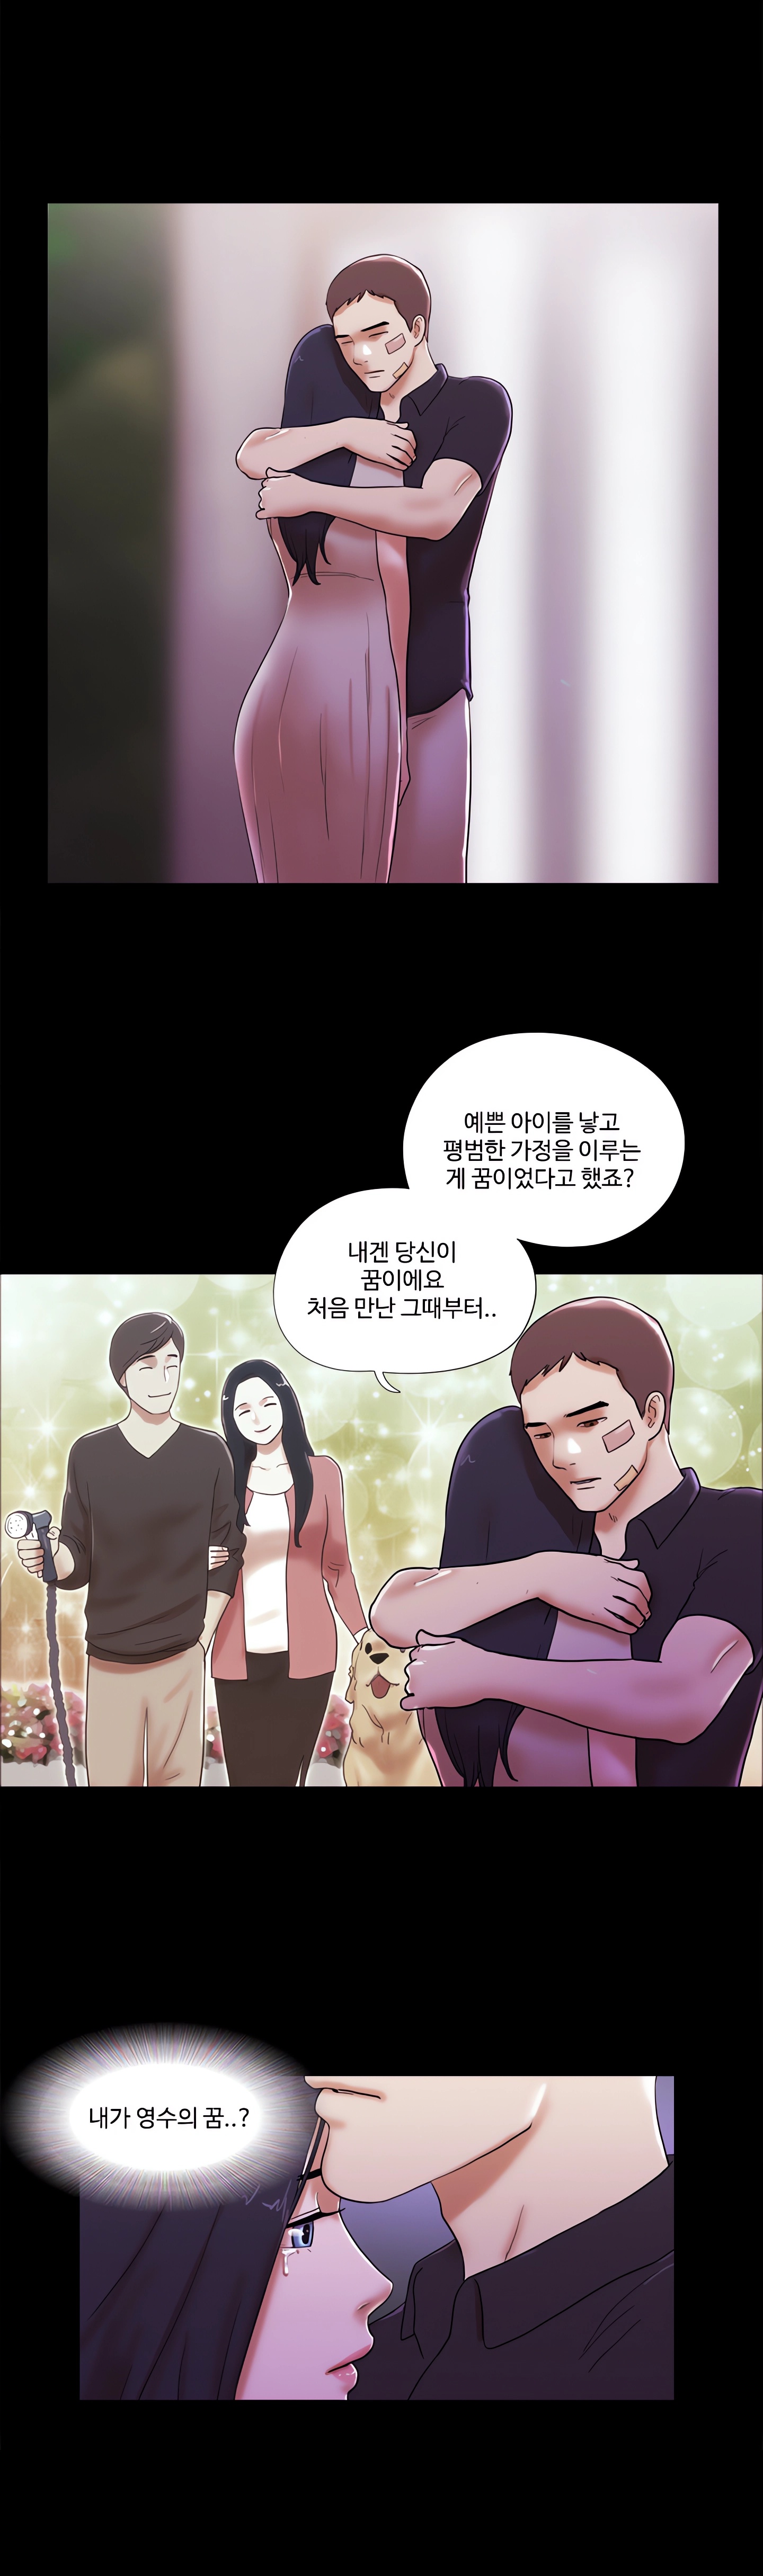 예쁜 아이를 낳고
평범한 가정을 이루는
게 꿈이었다고 했죠?
내겐 당신이
꿈이에요
처음 만난 그때부터..
내가 영수의 꿈..?